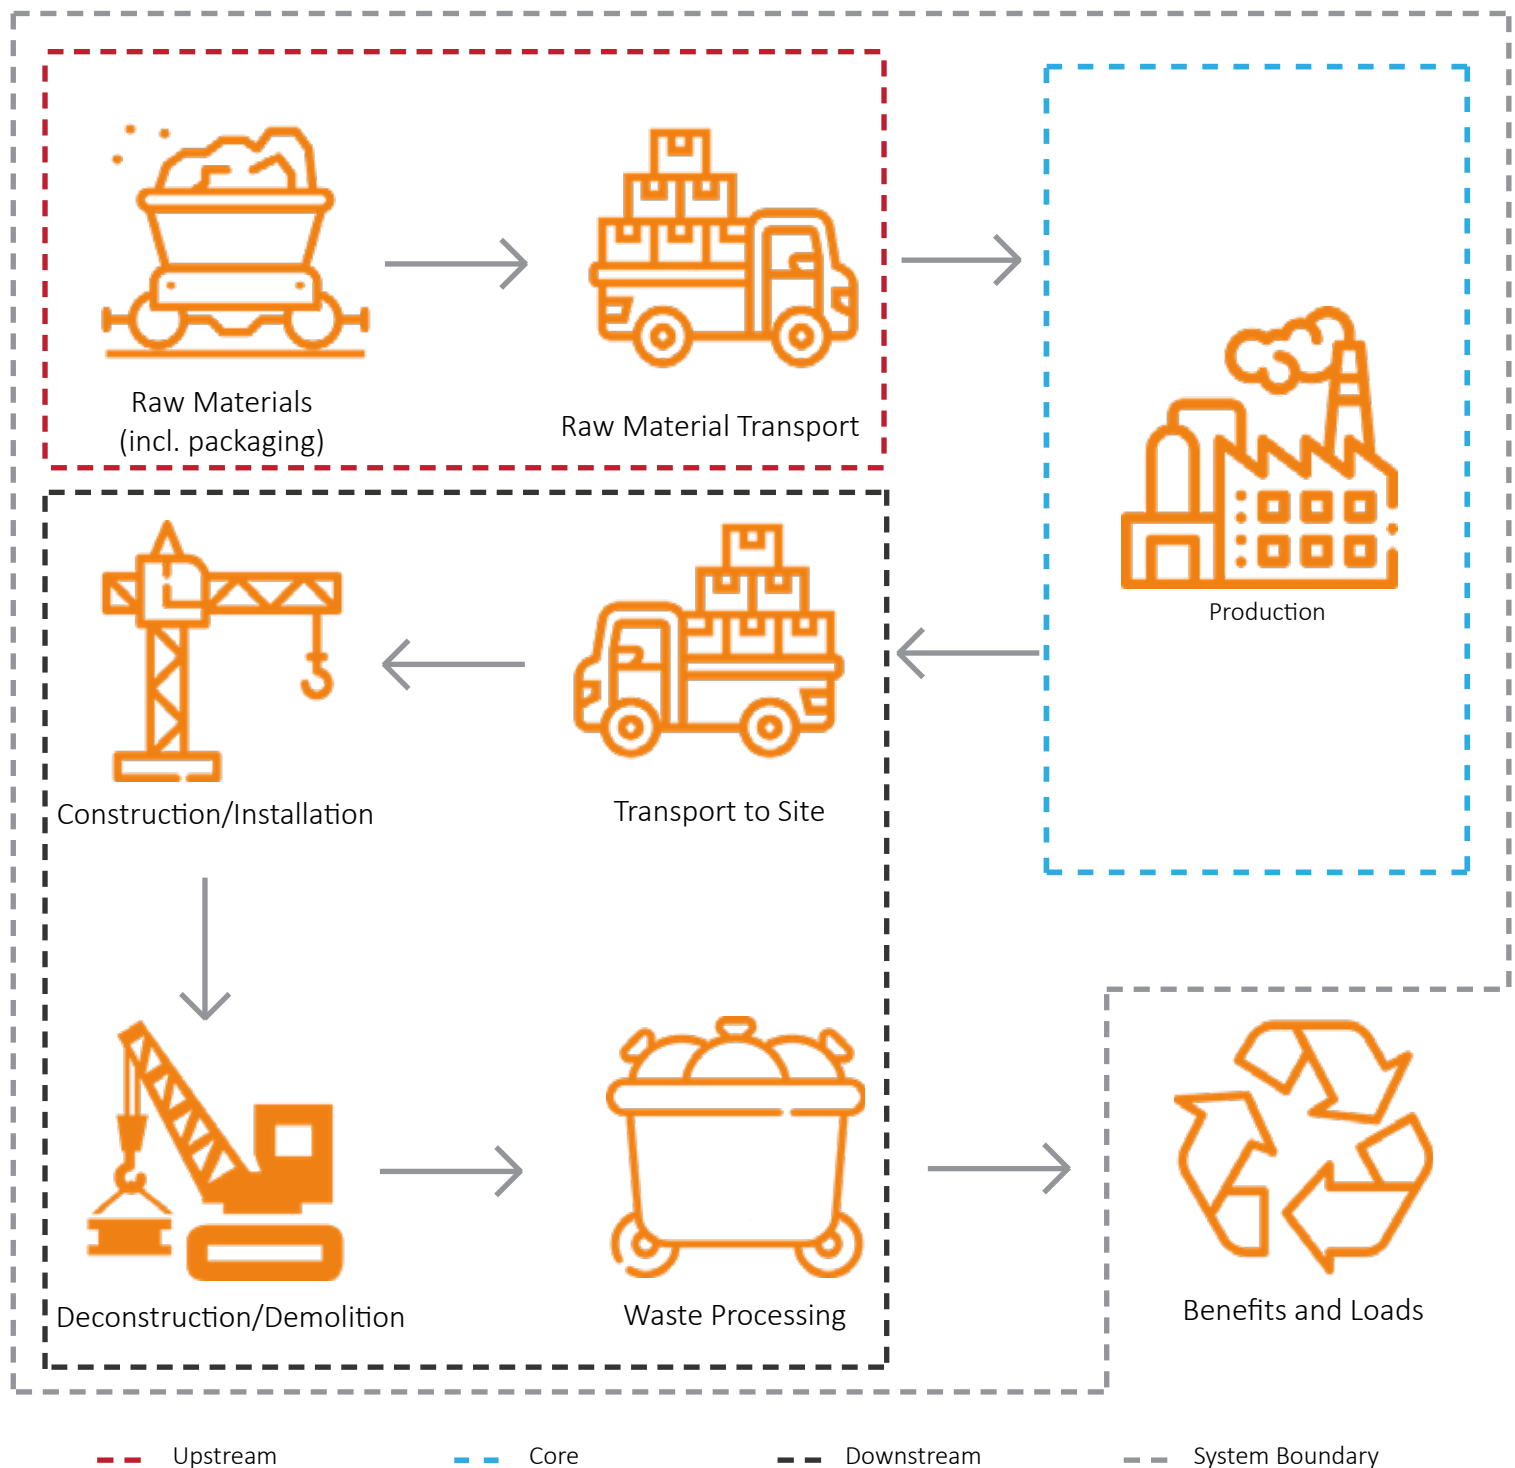 Raw Materials
(incl. packaging)
Raw Material Transport
Production
Construction/Installation
Transport to Site
Deconstruction/Demolition
Waste Processing
Benefits and Loads
Upstream
Core
Downstream
System Boundary